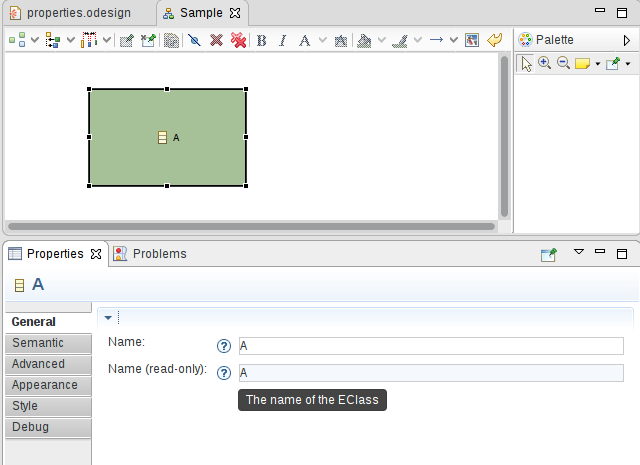 properties.odesign
Sample
B I A
Palette
A
Properties
Problems
A
General
Semantic
Advanced
Appearance
Style
Debug
Name:
A
Name (read-only):
A
The name of the EClass